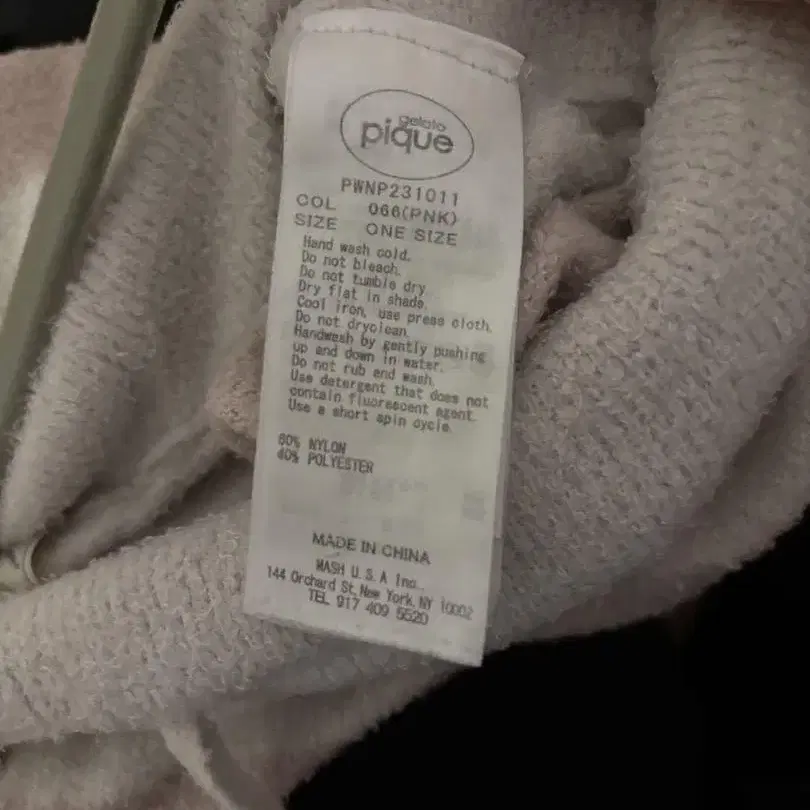 gelato
pique
PWNP231011
COL 066(PNK)
SIZE ONE SIZE
Hand wash cold.
Do not bleach.
Do not tumble dry.
Dry flat in shade.
Cool iron, use press cloth.
Do not dryclean.
Handwash by gently pushing
up and down in water.
Do not rub and wash.
Use detergent that does not
contain fluorescent agent.
Use a short spin cycle.
60% NYLON
40% POLYESTER
MADE IN CHINA
MASH U.S.A Inc.
144 Orchard St, New York, NY 10002
TEL 917 409 5520